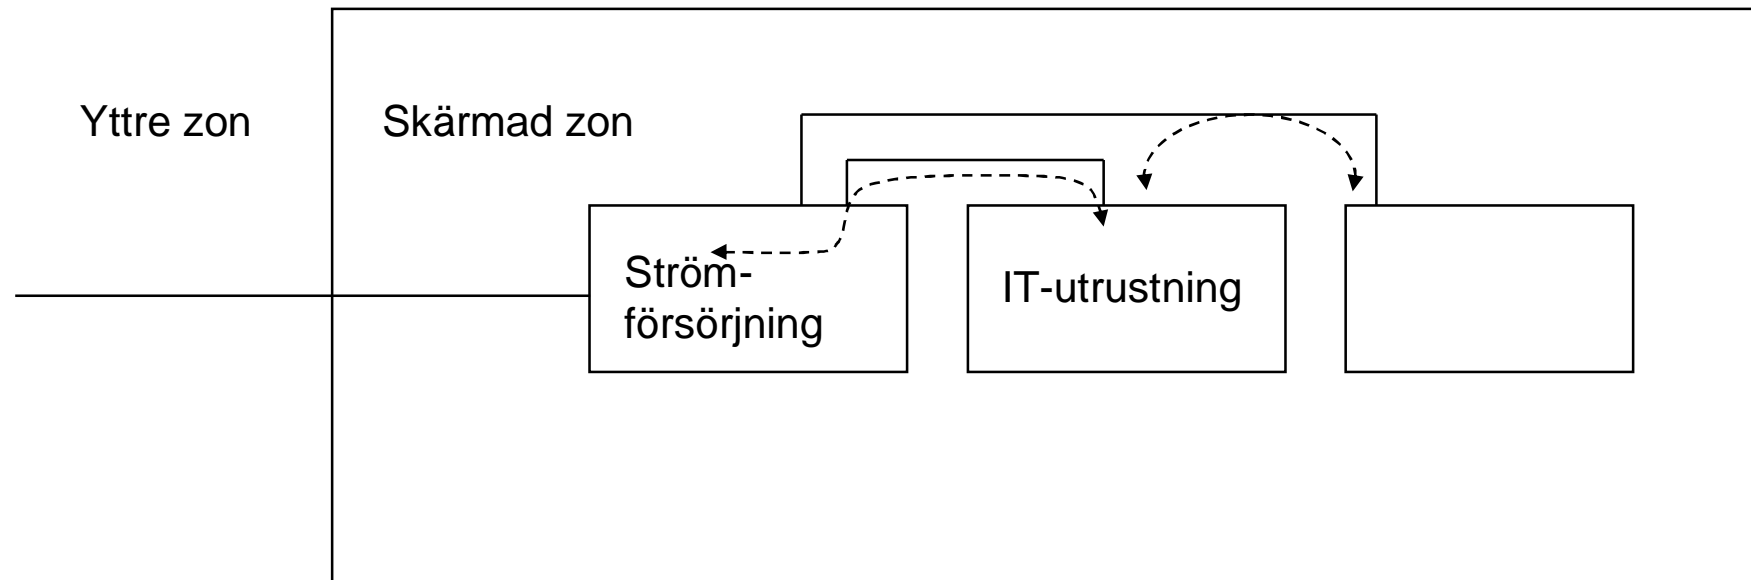 Yttre zon
Skärmad zon
Ström-
försörjning
IT-utrustning